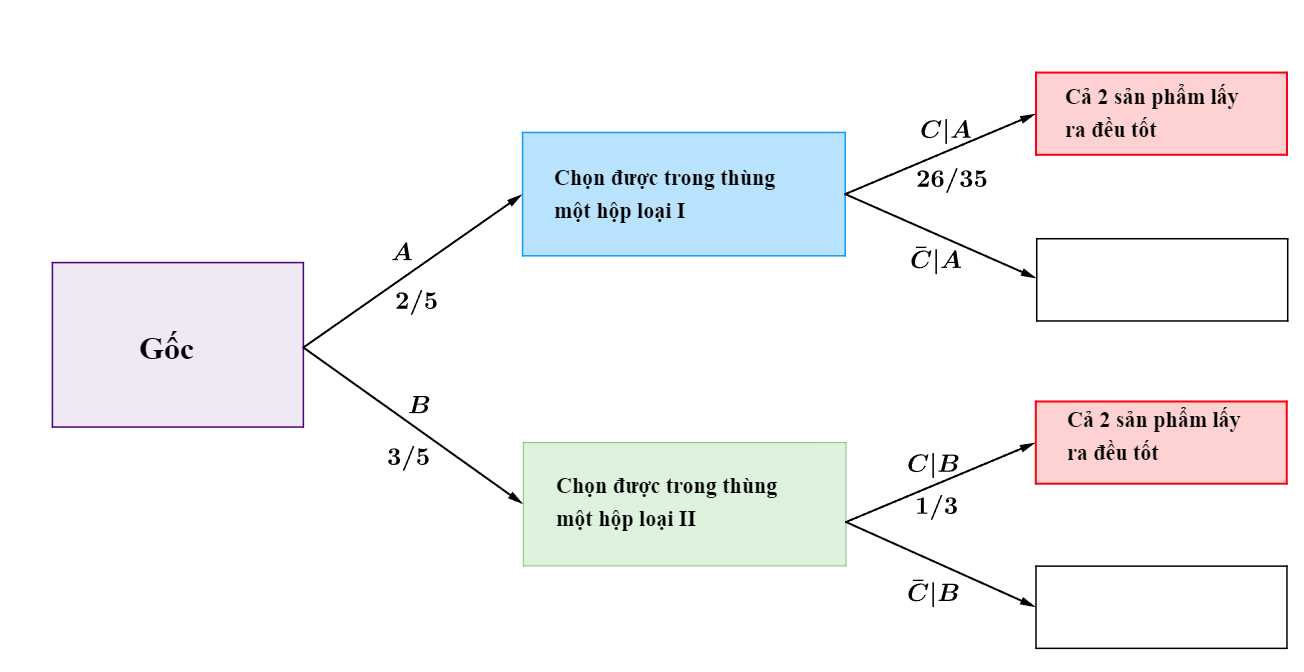 Cả 2 sản phẩm lấy
ra đều tốt
C|A
26/35
Chọn được trong thùng
một hộp loại I
A
C̄|A
2/5
Gốc
B
3/5
Cả 2 sản phẩm lấy
ra đều tốt
C|B
1/3
Chọn được trong thùng
một hộp loại II
C̄|B